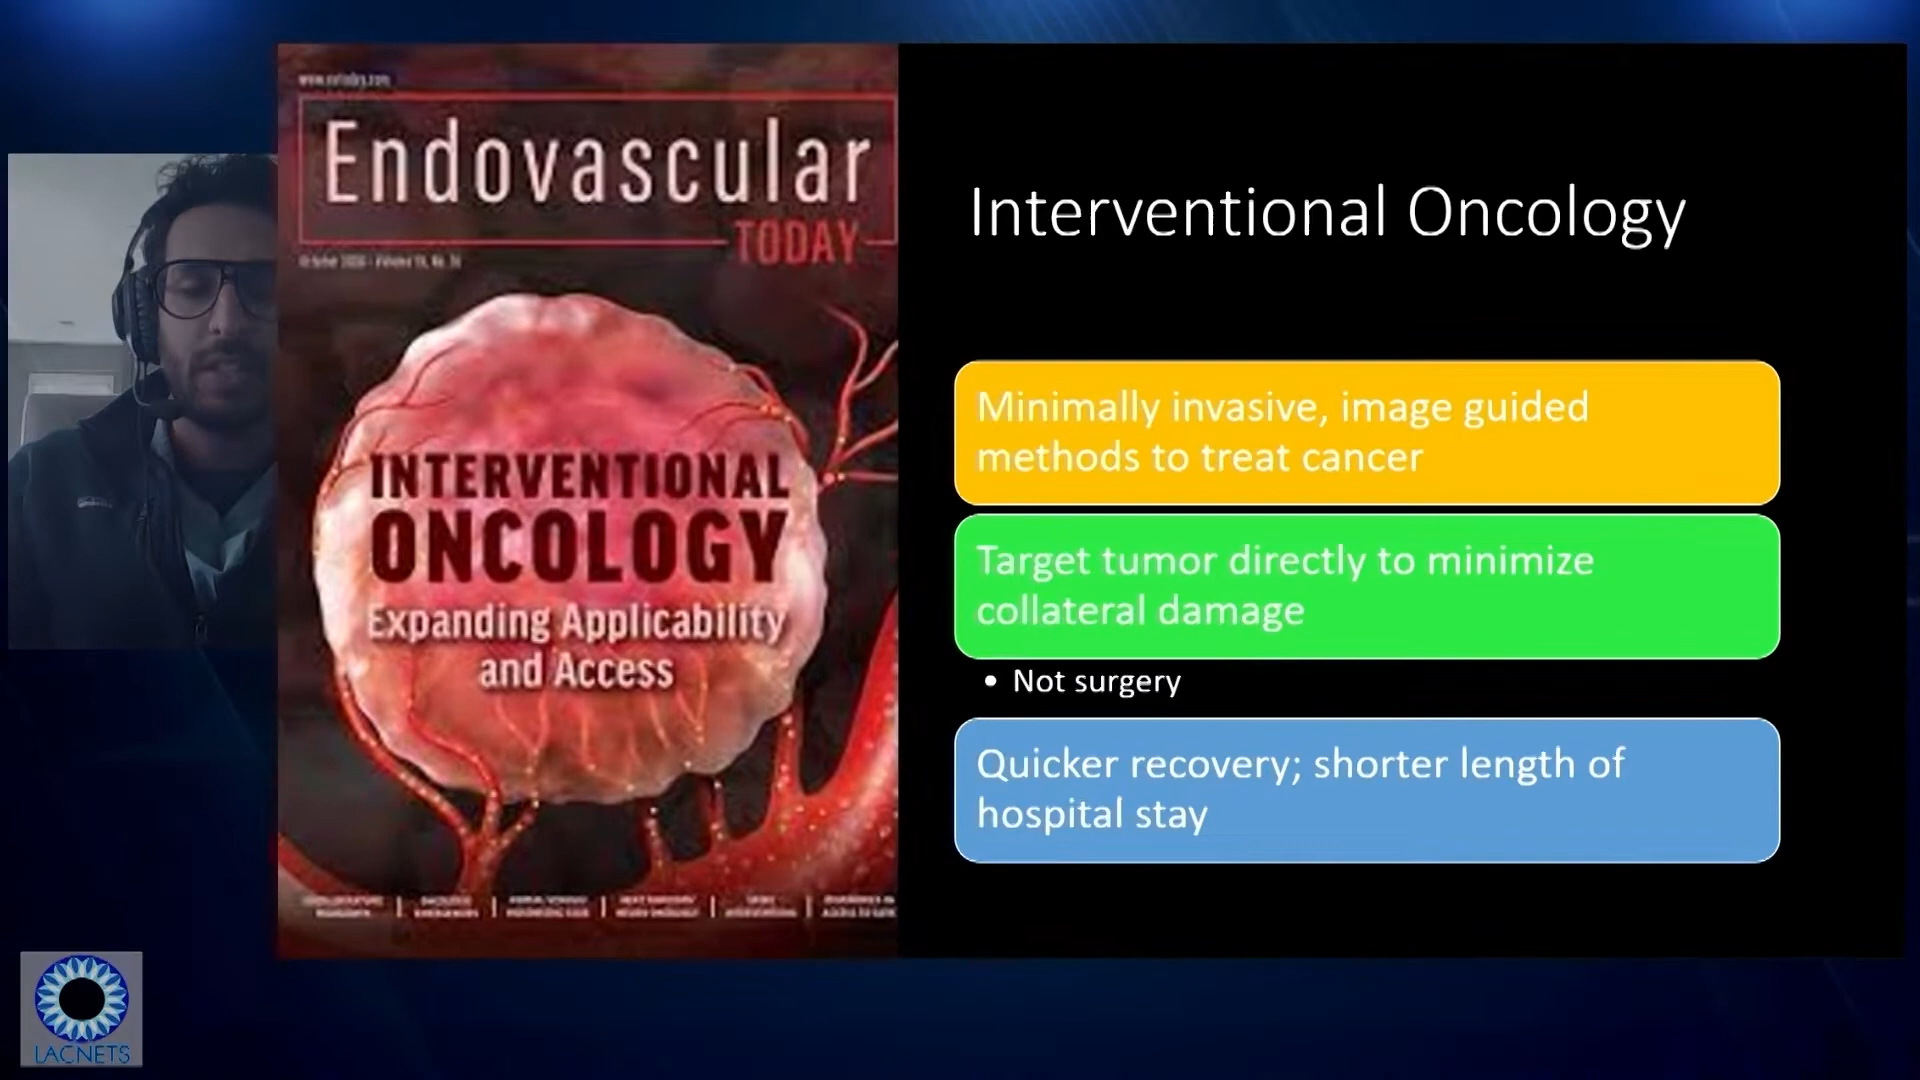 Endovascular
TODAY
INTERVENTIONAL
ONCOLOGY
Expanding Applicability
and Access
Interventional Oncology
Minimally invasive, image guided
methods to treat cancer
Target tumor directly to minimize
collateral damage
• Not surgery
Quicker recovery; shorter length of
hospital stay
LACNETS